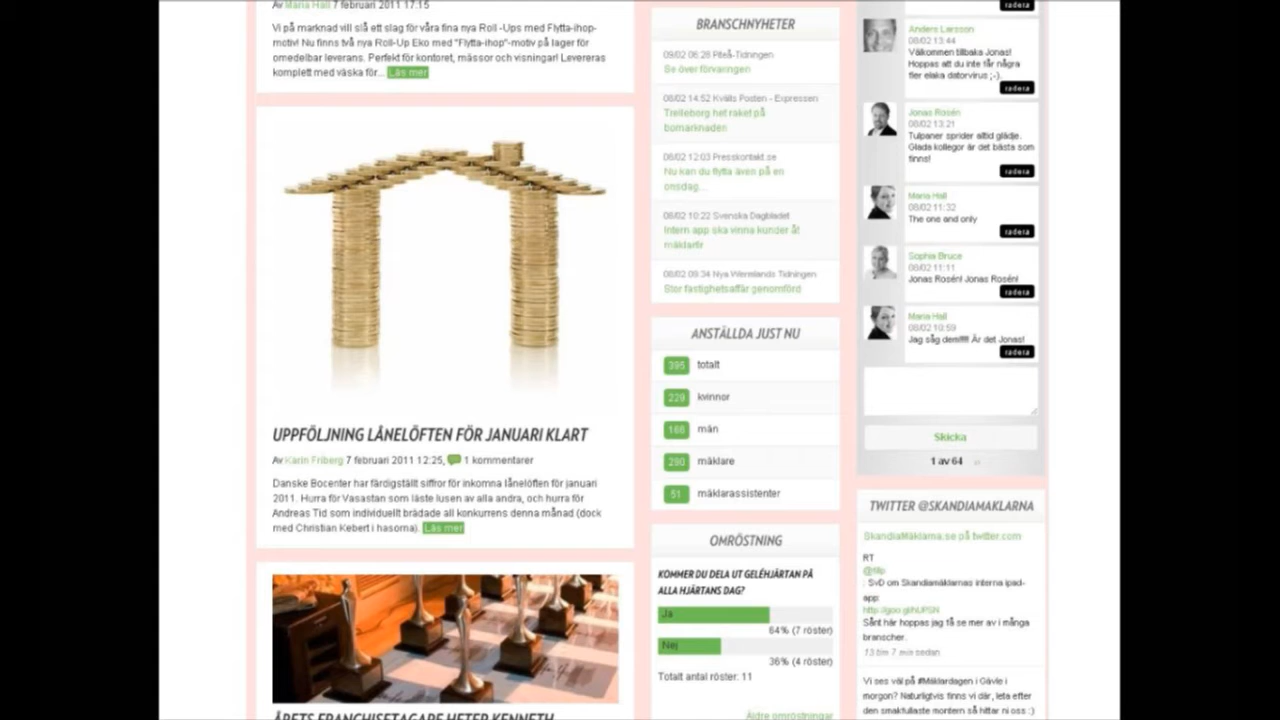 Av Maria Hall 7 februari 2011 17:15
Vi på marknad vill slå ett slag för våra fina nya Roll -Ups med Flytta-ihop-
motiv! Nu finns två nya Roll-Up Eko med "Flytta-ihop"-motiv på lager för
omedelbar leverans. Perfekt för kontoret, mässor och visningar! Levereras
komplett med väska för... Läs mer
UPPFÖLJNING LÅNELÖFTEN FÖR JANUARI KLART
Av Karin Friberg 7 februari 2011 12:25, 1 kommentarer
Danske Bocenter har färdigställt siffror för inkomna lånelöften för januari
2011. Hurra för Vasastan som läste lusen av alla andra, och hurra för
Andreas Tid som individuellt brädade all konkurrens denna månad (dock
med Christian Kebert i hasorna). Läs mer
ÅRETS FRANCHISETAGARE HETER KENNETH
BRANSCHNYHETER
09/02 06:28 Piteå-Tidningen
Se över förvaringen
08/02 14:52 Kvälls Posten - Expressen
Trelleborg het raket på
bomarknaden
08/02 12:03 Presskontakt.se
Nu kan du flytta även på en
onsdag...
08/02 10:22 Svenska Dagbladet
Intern app ska vinna kunder åt
mäklarfir
08/02 09:34 Nya Wermlands Tidningen
Stor fastighetsaffär genomförd
ANSTÄLLDA JUST NU
395 totalt
229 kvinnor
166 män
290 mäklare
51 mäklarassistenter
OMRÖSTNING
KOMMER DU DELA UT GELÉHJÄRTAN PÅ
ALLA HJÄRTANS DAG?
Ja
64% (7 röster)
Nej
36% (4 röster)
Totalt antal röster: 11
Äldre omröstningar
radera
Anders Larsson
08/02 13:44
Välkommen tillbaka Jonas!
Hoppas att du inte får några
fler elaka datorvirus ;-).
radera
Jonas Rosén
08/02 13:21
Tulpaner sprider alltid glädje.
Glada kollegor är det bästa som
finns!
radera
Maria Hall
08/02 11:32
The one and only
radera
Sophia Bruce
08/02 11:11
Jonas Rosén! Jonas Rosén!
radera
Maria Hall
08/02 10:59
Jag såg dem!!!!! Är det Jonas!
radera
Skicka
1 av 64 »
TWITTER @SKANDIAMAKLARNA
SkandiaMäklarna.se på twitter.com
RT
: SvD om Skandiamäklarnas interna ipad-
app:
Sånt här hoppas jag få se mer av i många
branscher.
13 tim 7 min sedan
Vi ses väl på #Mäklardagen i Gävle i
morgon? Naturligtvis finns vi där, leta efter
den smakfullaste montern så hittar ni oss :)